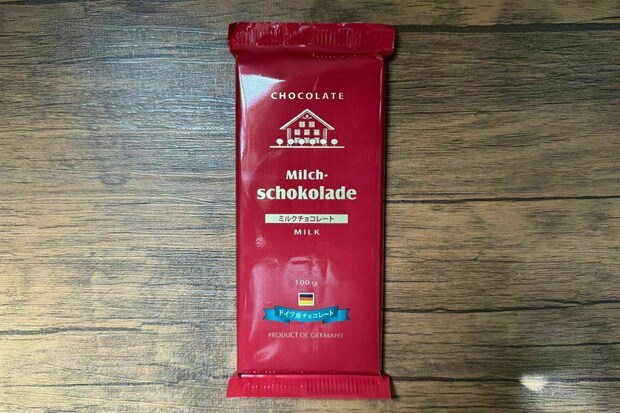 CHOCOLATE
Milch-
schokolade
ミルクチョコレート
MILK
100 g
ドイツ産チョコレート
PRODUCT OF GERMANY